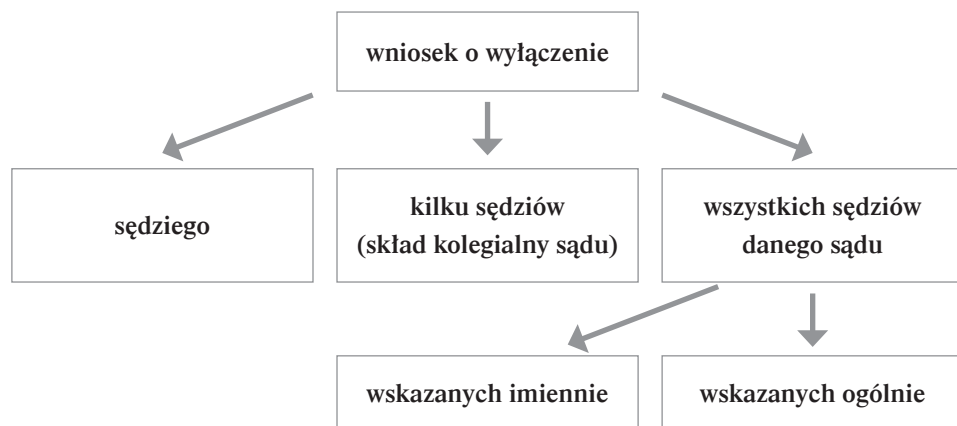 wniosek o wyłączenie
sędziego
kilku sędziów
(skład kolegialny sądu)
wszystkich sędziów
danego sądu
wskazanych imiennie
wskazanych ogólnie